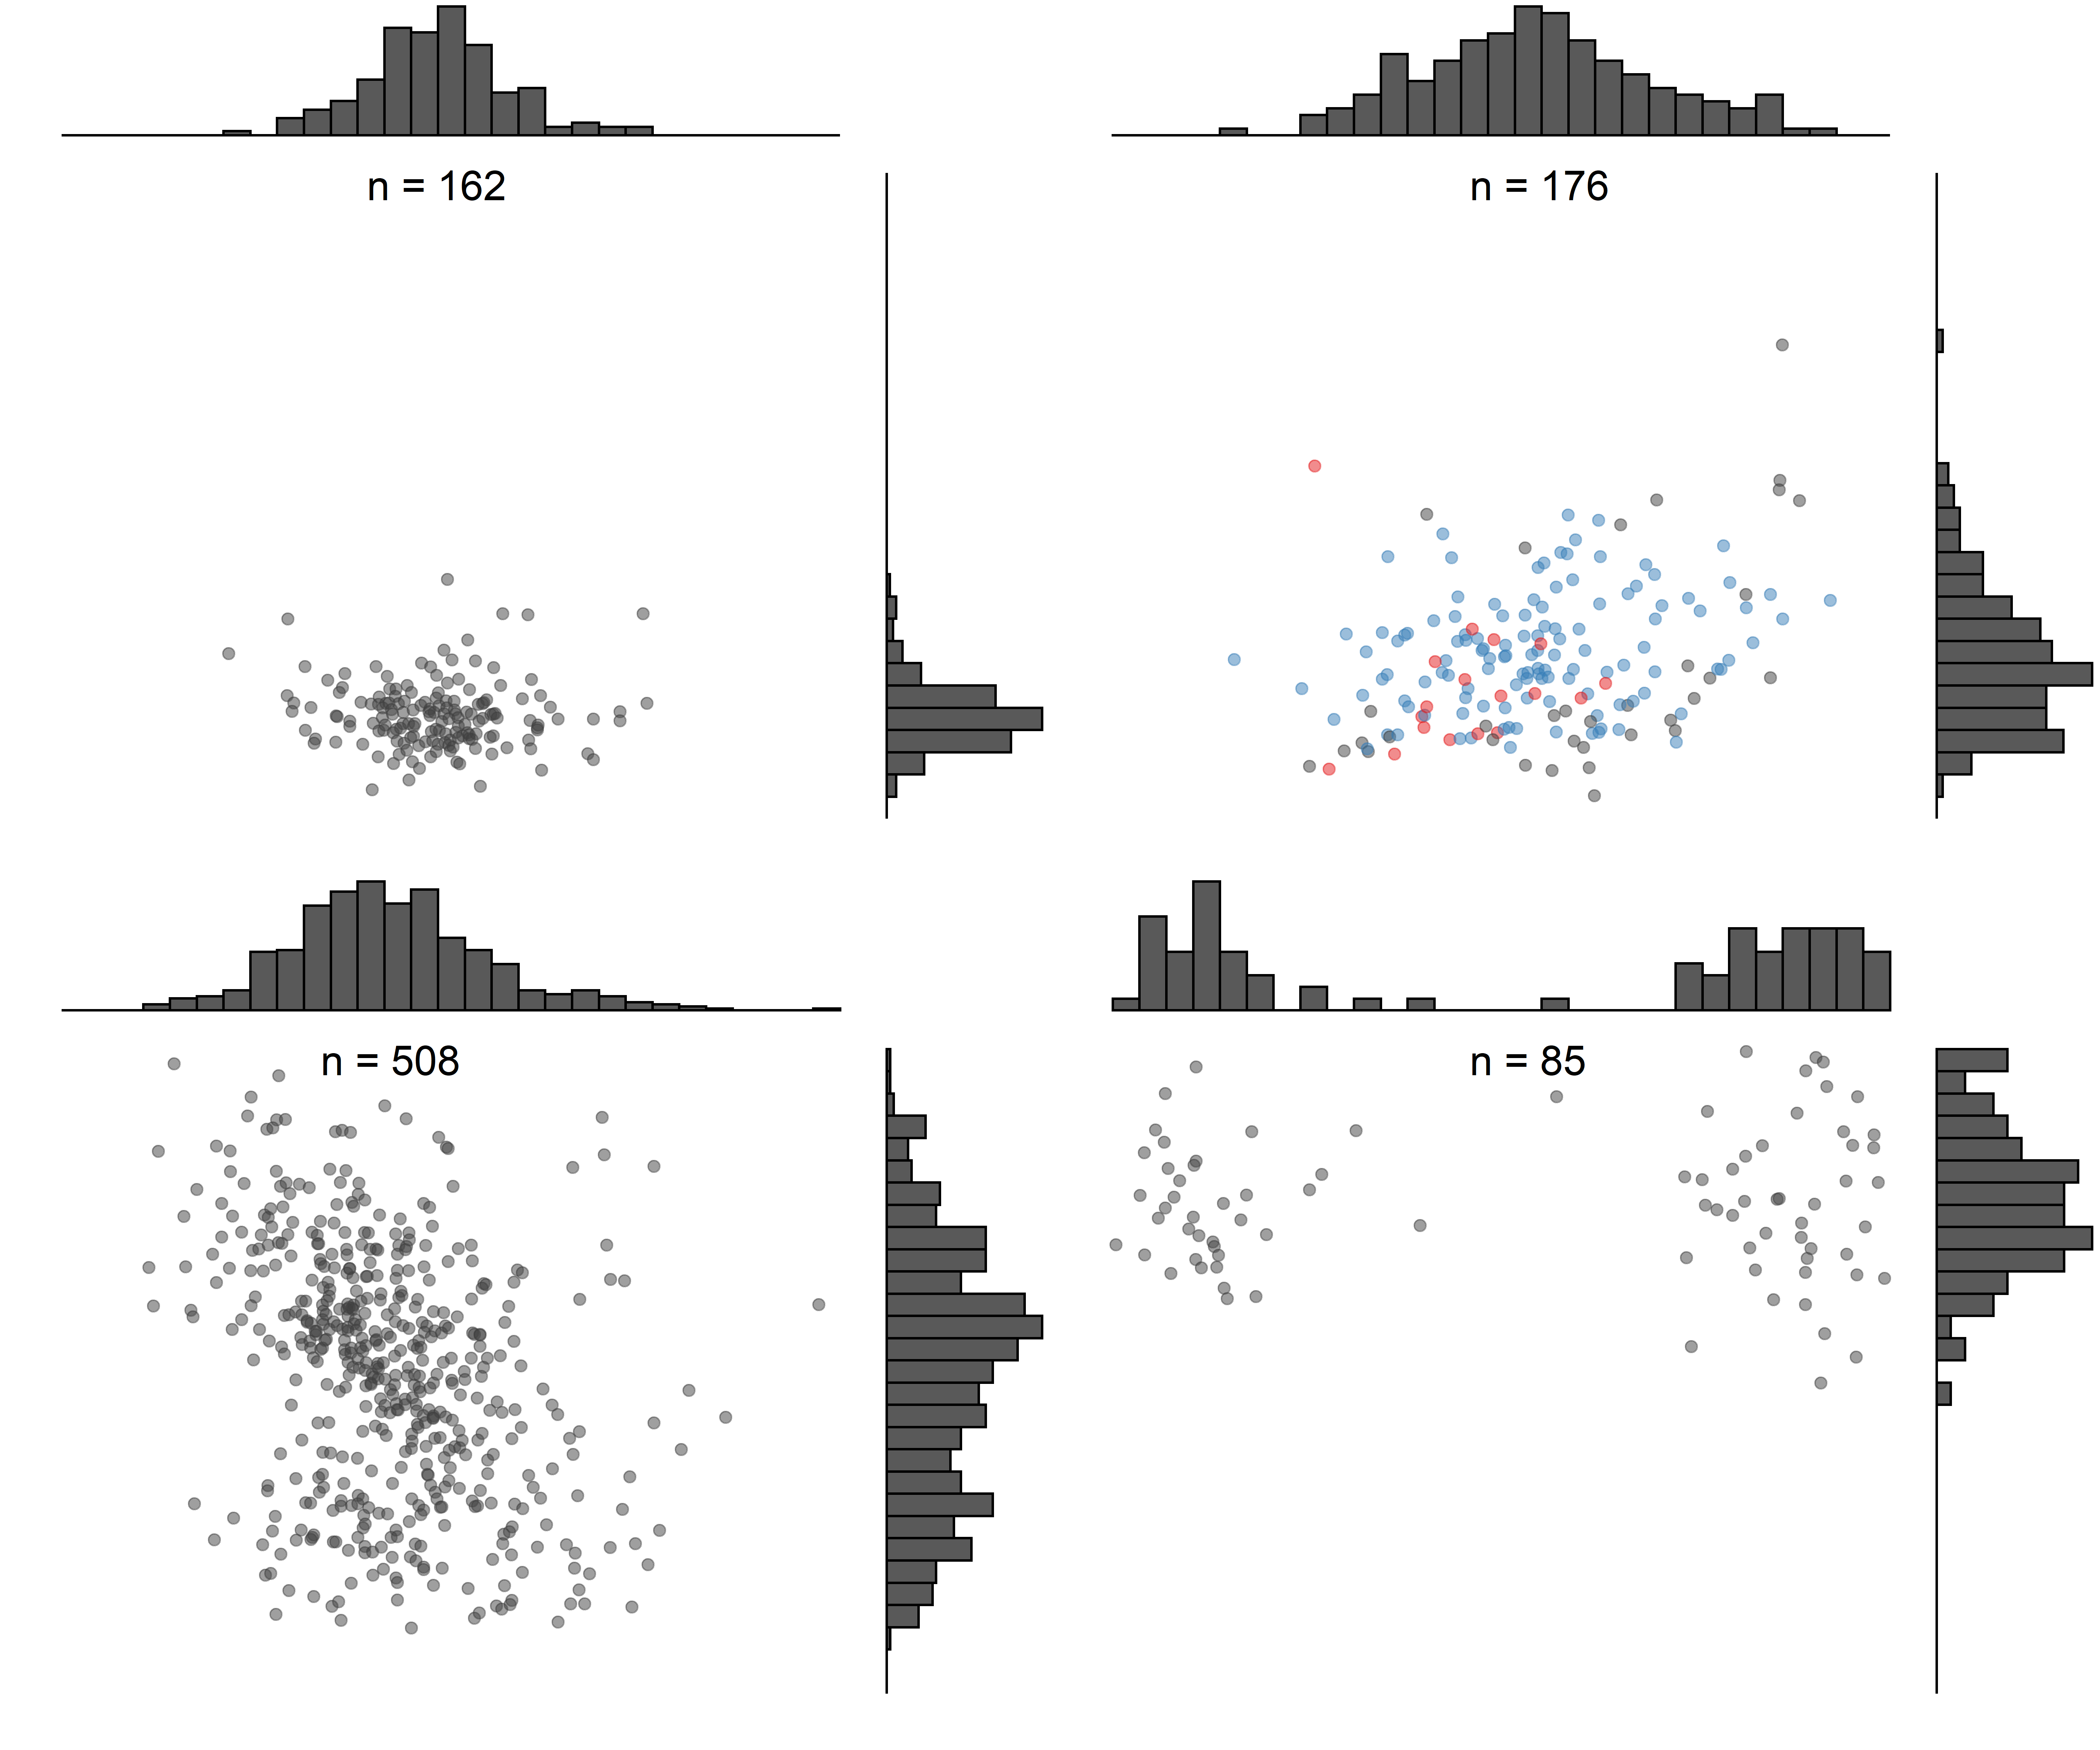 n = 162
n = 176
n = 508
n = 85